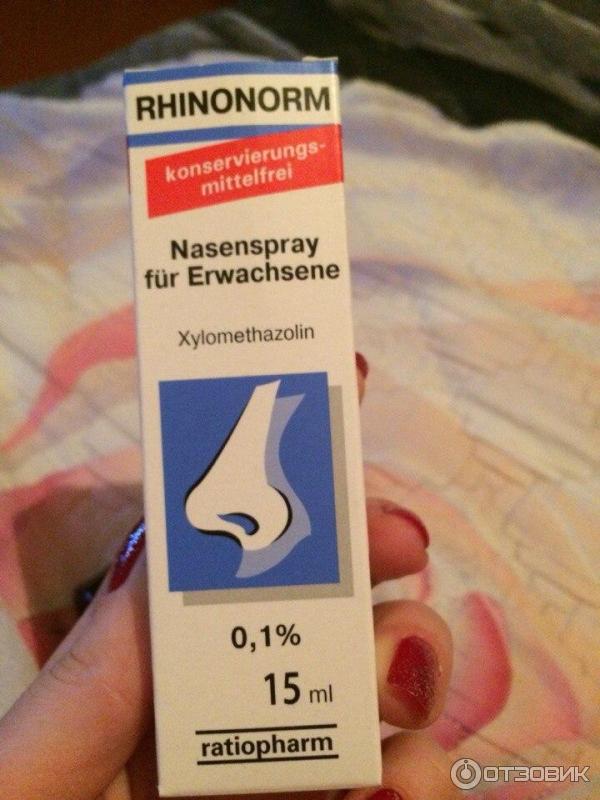 RHINONORM
konservierungs-
mittelfrei
Nasenspray
für Erwachsene
Xylomethazolin
0,1%
15 ml
ratiopharm
ОТЗОВИК